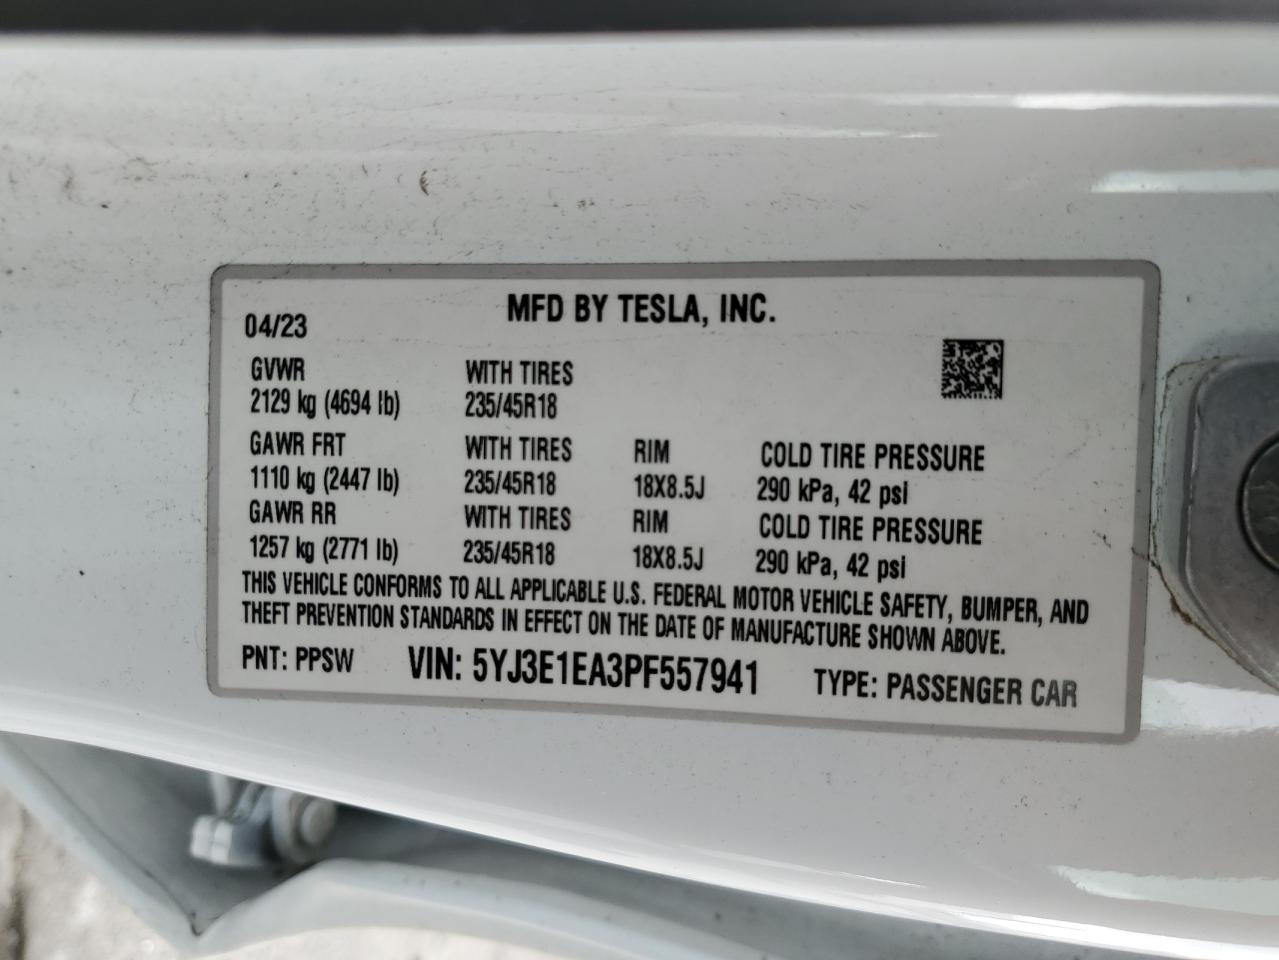 MFD BY TESLA, INC.
04/23
GVWR WITH TIRES
2129 kg (4694 lb) 235/45R18
GAWR FRT WITH TIRES RIM COLD TIRE PRESSURE
1110 kg (2447 lb) 235/45R18 18X8.5J 290 kPa, 42 psi
GAWR RR WITH TIRES RIM COLD TIRE PRESSURE
1257 kg (2771 lb) 235/45R18 18X8.5J 290 kPa, 42 psi
THIS VEHICLE CONFORMS TO ALL APPLICABLE U.S. FEDERAL MOTOR VEHICLE SAFETY, BUMPER, AND
THEFT PREVENTION STANDARDS IN EFFECT ON THE DATE OF MANUFACTURE SHOWN ABOVE.
PNT: PPSW VIN: 5YJ3E1EA3PF557941 TYPE: PASSENGER CAR